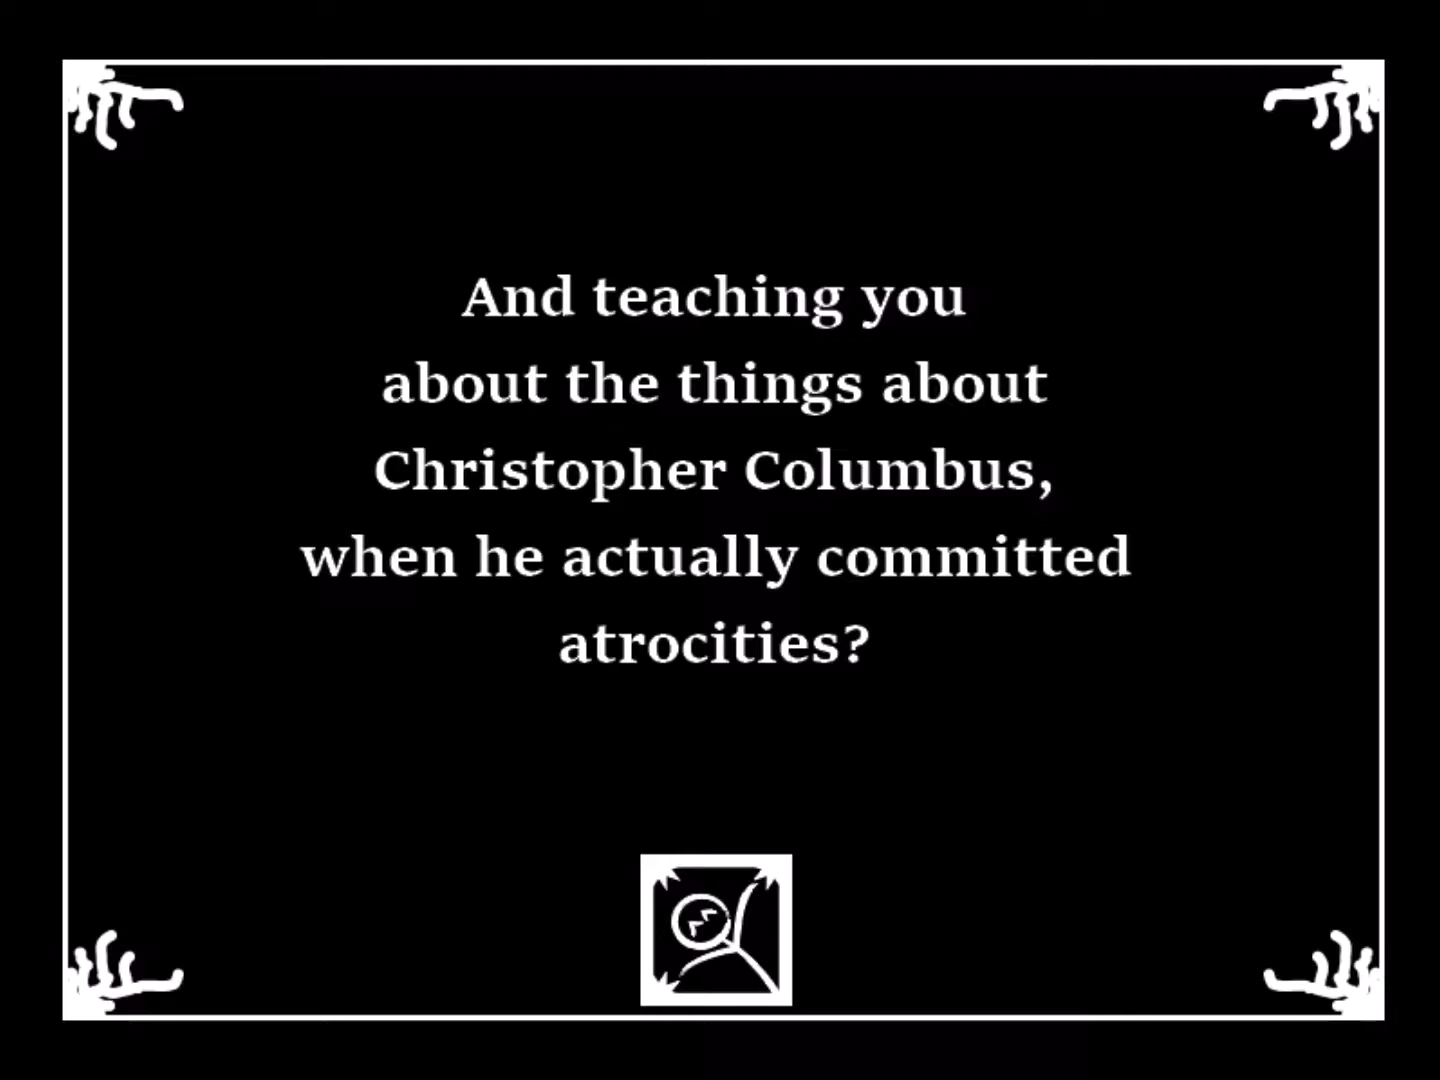 And teaching you
about the things about
Christopher Columbus,
when he actually committed
atrocities?